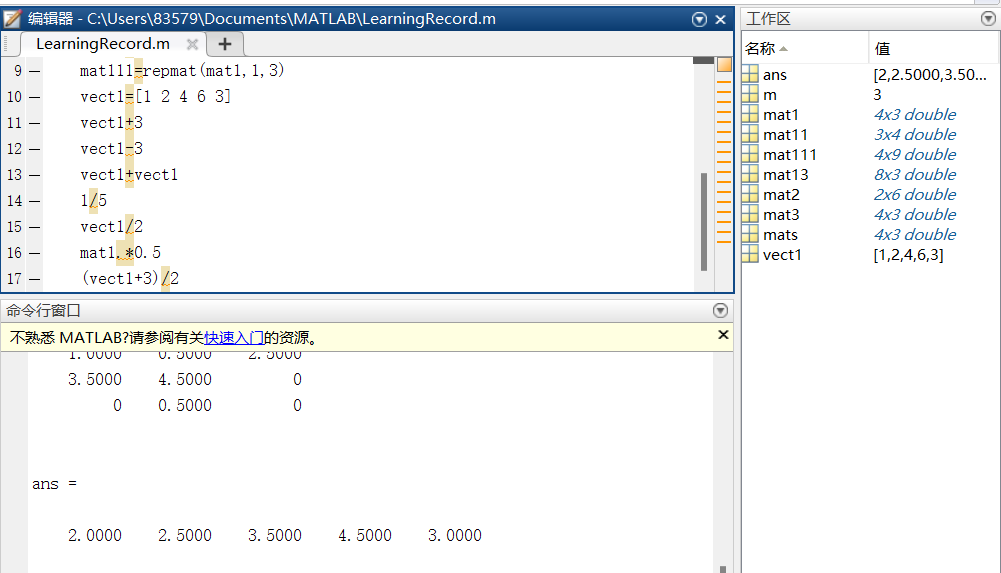 编辑器 - C:\Users\83579\Documents\MATLAB\LearningRecord.m
LearningRecord.m
9 — mat111=repmat(mat1,1,3)
10 — vect1=[1 2 4 6 3]
11 — vect1+3
12 — vect1-3
13 — vect1+vect1
14 — 1/5
15 — vect1/2
16 — mat1.*0.5
17 — (vect1+3)/2
命令行窗口
不熟悉 MATLAB?请参阅有关快速入门的资源。
1.0000 0.5000 2.5000
3.5000 4.5000 0
0 0.5000 0
ans =
2.0000 2.5000 3.5000 4.5000 3.0000
工作区
名称 值
ans [2,2.5000,3.50...
m 3
mat1 4x3 double
mat11 3x4 double
mat111 4x9 double
mat13 8x3 double
mat2 2x6 double
mat3 4x3 double
mats 4x3 double
vect1 [1,2,4,6,3]